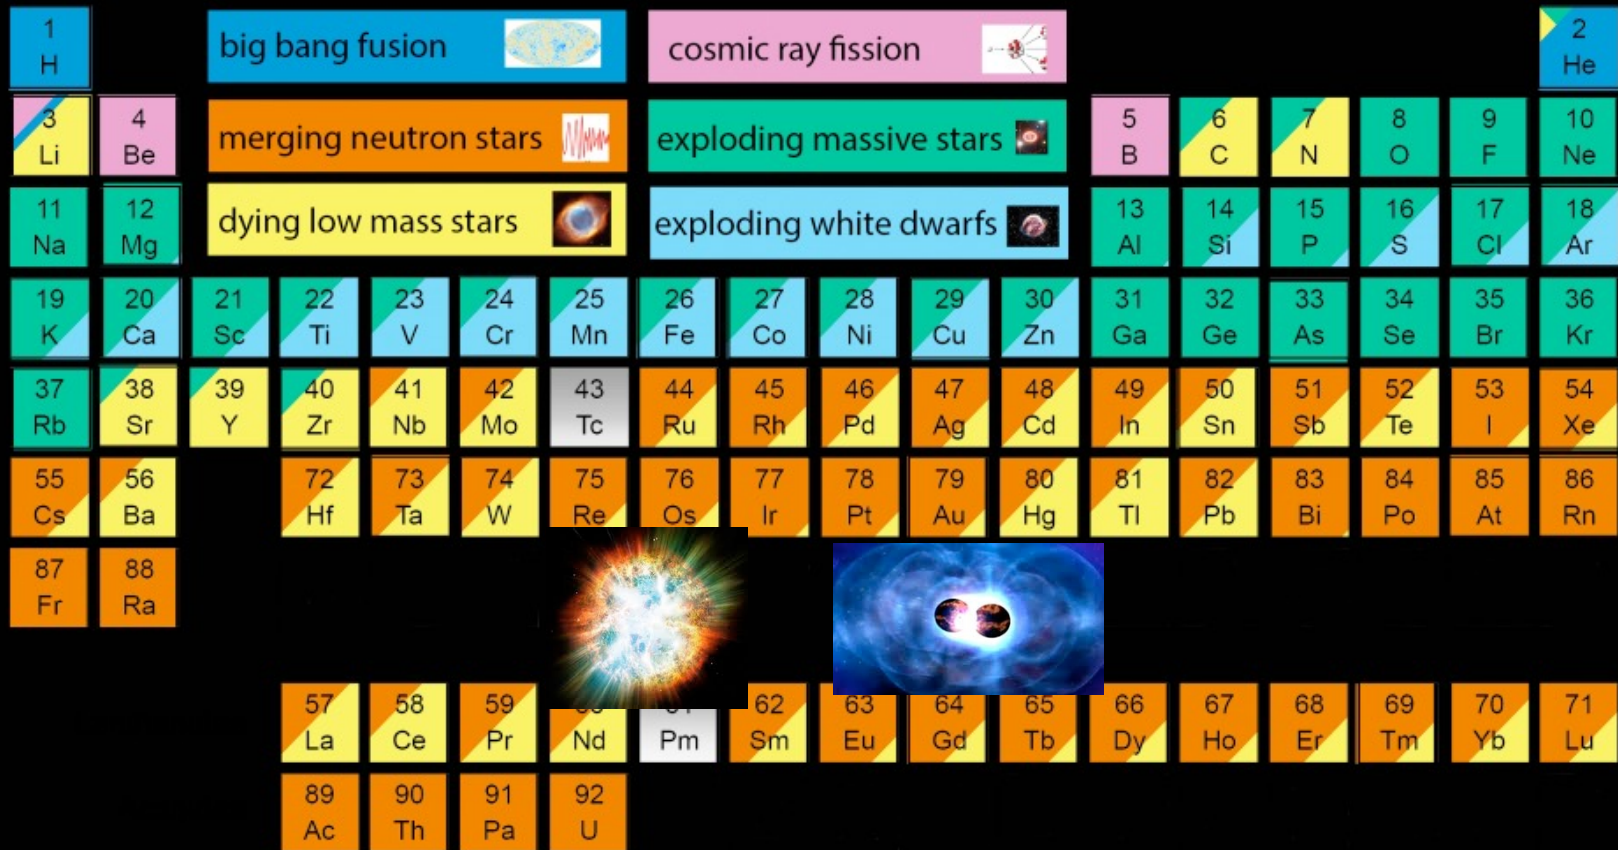 1 2
big bang fusion cosmic ray fission
H He
3 4 5 6 7 8 9 10
merging neutron stars exploding massive stars
Li Be B C N O F Ne
11 12 13 14 15 16 17 18
dying low mass stars exploding white dwarfs
Na Mg Al Si P S Cl Ar
19 20 21 22 23 24 25 26 27 28 29 30 31 32 33 34 35 36
K Ca Sc Ti V Cr Mn Fe Co Ni Cu Zn Ga Ge As Se Br Kr
37 38 39 40 41 42 43 44 45 46 47 48 49 50 51 52 53 54
Rb Sr Y Zr Nb Mo Tc Ru Rh Pd Ag Cd In Sn Sb Te I Xe
55 56 72 73 74 75 76 77 78 79 80 81 82 83 84 85 86
Cs Ba Hf Ta W Re Os Ir Pt Au Hg Tl Pb Bi Po At Rn
87 88
Fr Ra
57 58 59 62 63 64 65 66 67 68 69 70 71
La Ce Pr Nd Pm Sm Eu Gd Tb Dy Ho Er Tm Yb Lu
89 90 91 92
Ac Th Pa U